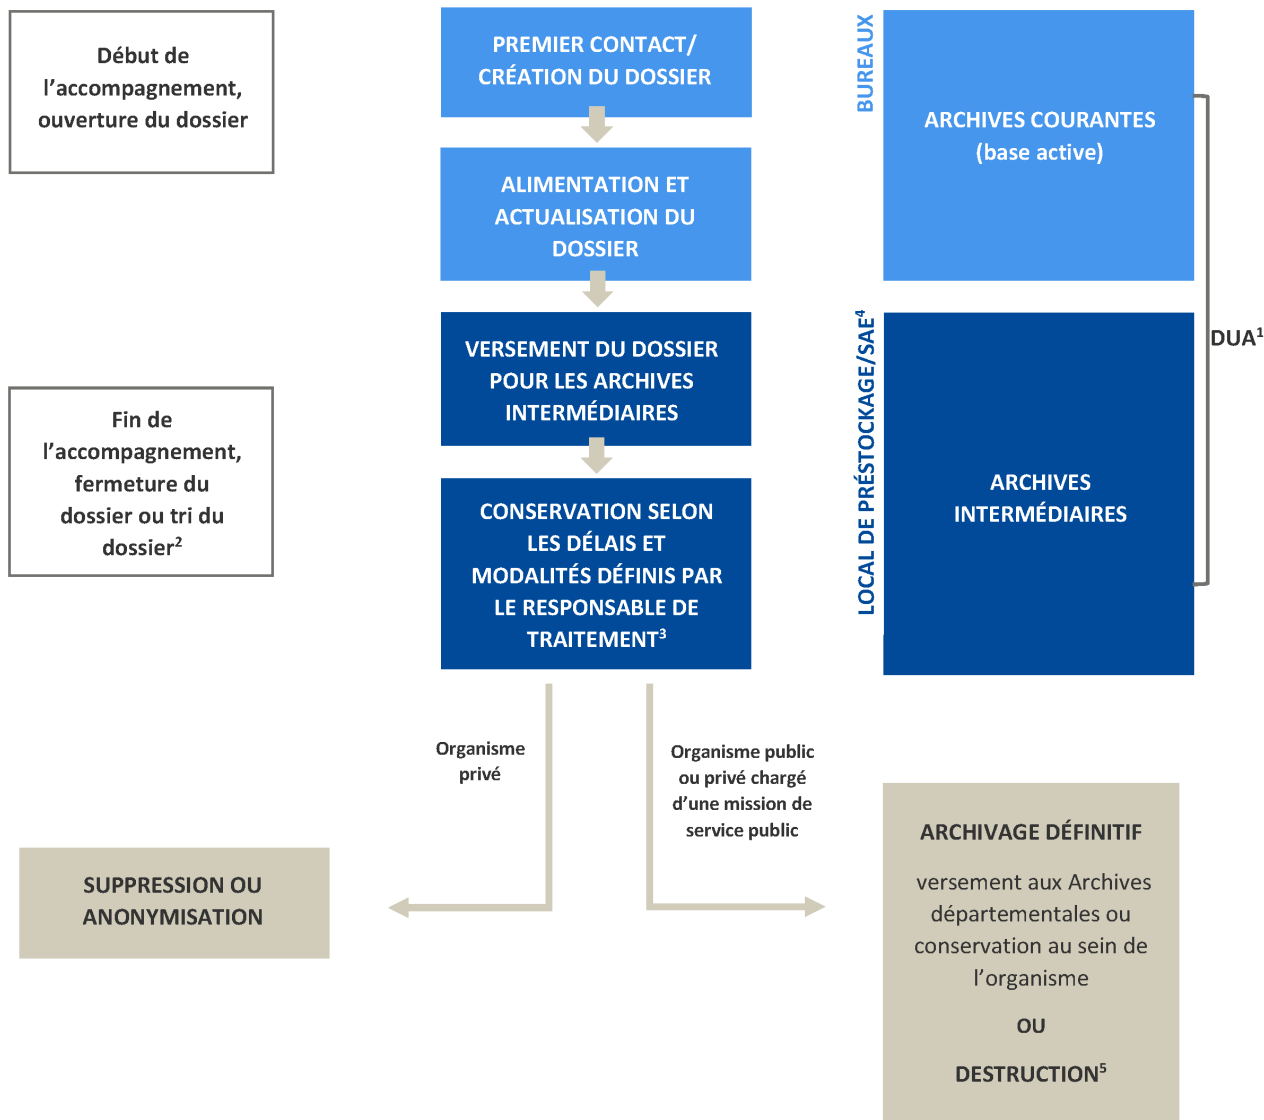 Début de
l’accompagnement,
ouverture du dossier
PREMIER CONTACT/
CRÉATION DU DOSSIER
BUREAUX
ARCHIVES COURANTES
(base active)
ALIMENTATION ET
ACTUALISATION DU
DOSSIER
DUA¹
VERSEMENT DU DOSSIER
POUR LES ARCHIVES
INTERMÉDIAIRES
LOCAL DE PRÉSTOCKAGE/SAE⁴
ARCHIVES
INTERMÉDIAIRES
Fin de
l’accompagnement,
fermeture du
dossier ou tri du
dossier²
CONSERVATION SELON
LES DÉLAIS ET
MODALITÉS DÉFINIS PAR
LE RESPONSABLE DE
TRAITEMENT³
Organisme
privé
Organisme public
ou privé chargé
d’une mission de
service public
SUPPRESSION OU
ANONYMISATION
ARCHIVAGE DÉFINITIF
versement aux Archives
départementales ou
conservation au sein de
l’organisme
OU
DESTRUCTION⁵